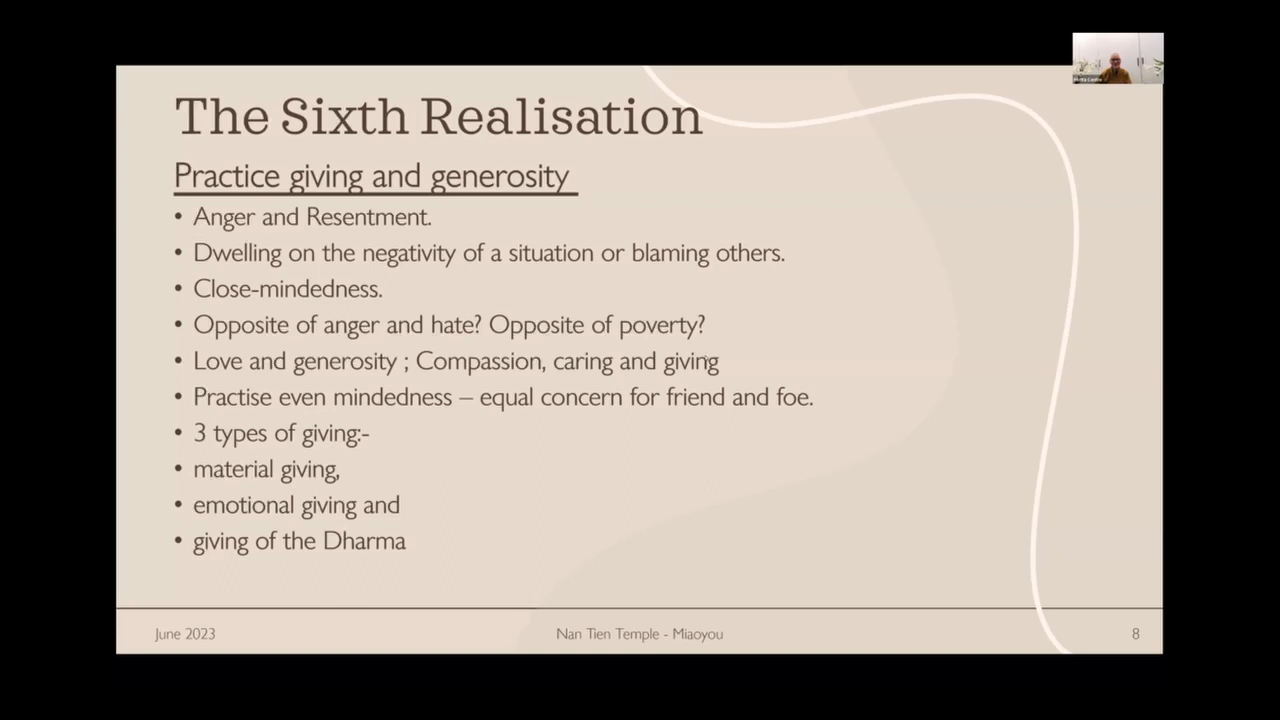 The Sixth Realisation
Practice giving and generosity
• Anger and Resentment.
• Dwelling on the negativity of a situation or blaming others.
• Close-mindedness.
• Opposite of anger and hate? Opposite of poverty?
• Love and generosity ; Compassion, caring and giving
• Practise even mindedness – equal concern for friend and foe.
• 3 types of giving:-
• material giving,
• emotional giving and
• giving of the Dharma
June 2023
Nan Tien Temple - Miaoyou
8